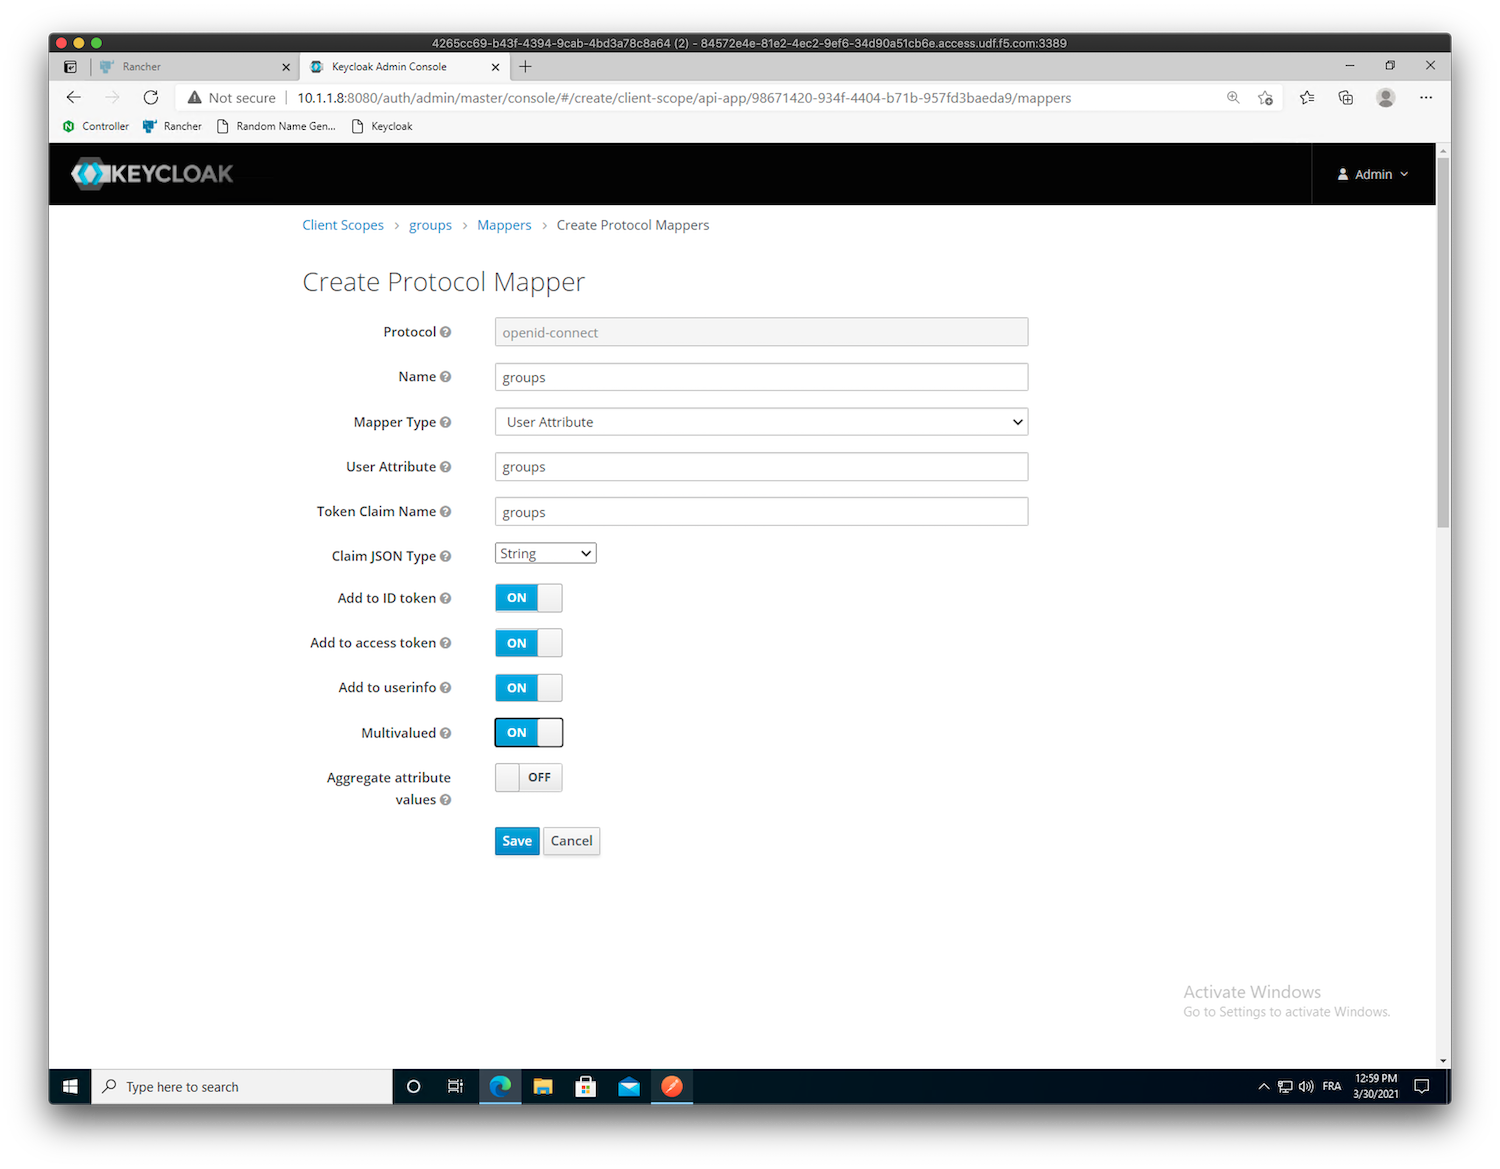 4265cc69-b43f-4394-9cab-4bd3a78c8a64 (2) - 84572e4e-81e2-4ec2-9ef6-34d90a51cb6e.access.udf.f5.com:3389
Rancher
Keycloak Admin Console
Not secure
10.1.1.8:8080/auth/admin/master/console/#/create/client-scope/api-app/98671420-934f-4404-b71b-957fd3baeda9/mappers
Controller
Rancher
Random Name Gen...
Keycloak
KEYCLOAK
Admin
Client Scopes > groups > Mappers > Create Protocol Mappers
Create Protocol Mapper
Protocol
openid-connect
Name
groups
Mapper Type
User Attribute
User Attribute
groups
Token Claim Name
groups
Claim JSON Type
String
Add to ID token
ON
Add to access token
ON
Add to userinfo
ON
Multivalued
ON
Aggregate attribute
values
OFF
Save
Cancel
Activate Windows
Go to Settings to activate Windows.
Type here to search
FRA
12:59 PM
3/30/2021